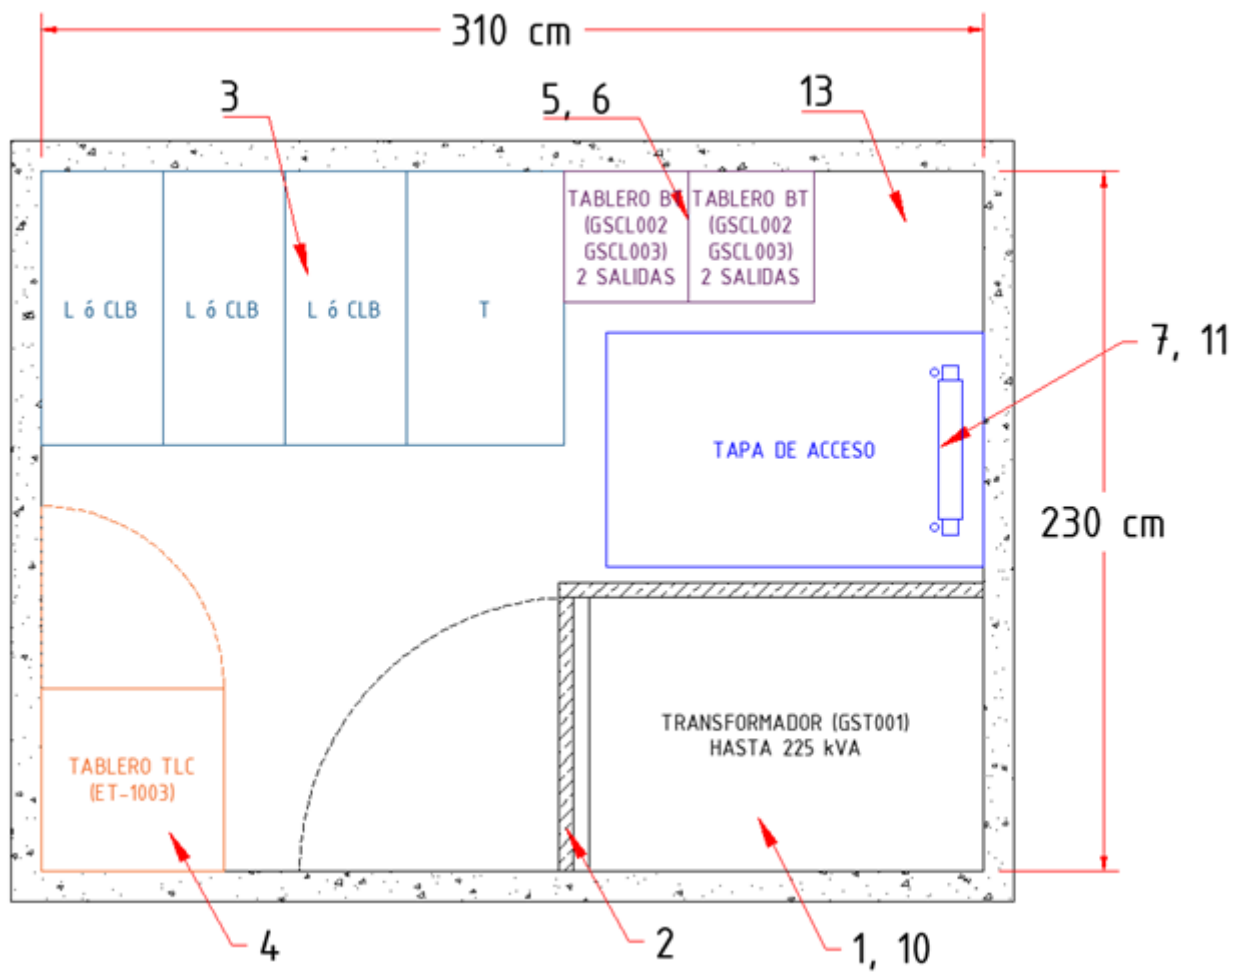 310 cm
3
5, 6
13
TABLERO BT
(GSCL002
GSCL003)
2 SALIDAS
TABLERO BT
(GSCL002
GSCL003)
2 SALIDAS
L ó CLB
L ó CLB
L ó CLB
T
7, 11
TAPA DE ACCESO
230 cm
TRANSFORMADOR (GST001)
HASTA 225 kVA
TABLERO TLC
(ET-1003)
4
2
1, 10